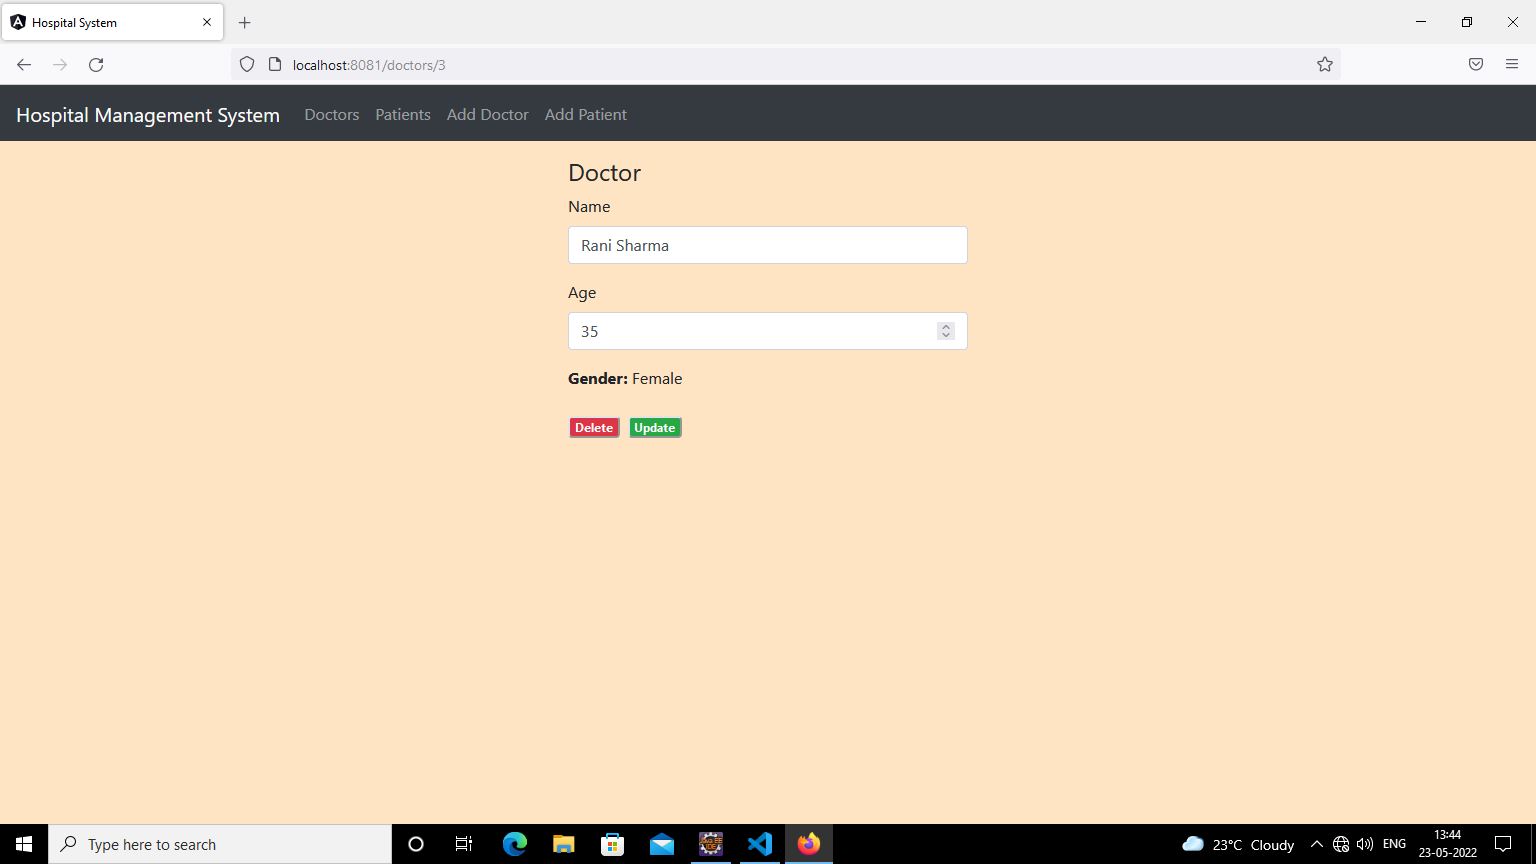 Hospital System
localhost:8081/doctors/3
Hospital Management System Doctors Patients Add Doctor Add Patient
Doctor
Name
Rani Sharma
Age
35
Gender: Female
Delete Update
Type here to search
23°C Cloudy
ENG
13:44
23-05-2022